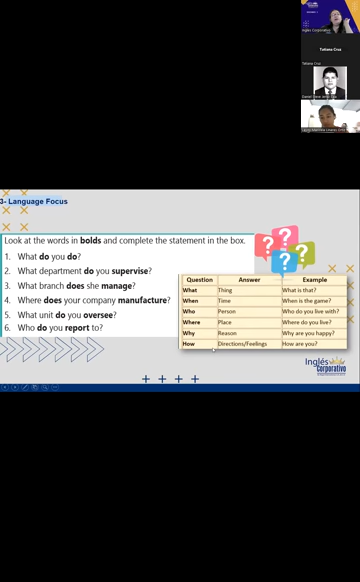 Inglés Corporativo
Tatiana Cruz
Tatiana Cruz
3- Language Focus
Look at the words in bolds and complete the statement in the box.
1. What do you do?
2. What department do you supervise?
3. What branch does she manage?
4. Where does your company manufacture?
5. What unit do you oversee?
6. Who do you report to?
Question Answer Example
What Thing What is that?
When Time When is the game?
Who Person Who do you live with?
Where Place Where do you live?
Why Reason Why are you happy?
How Directions/Feelings How are you?
Inglés
Corporativo